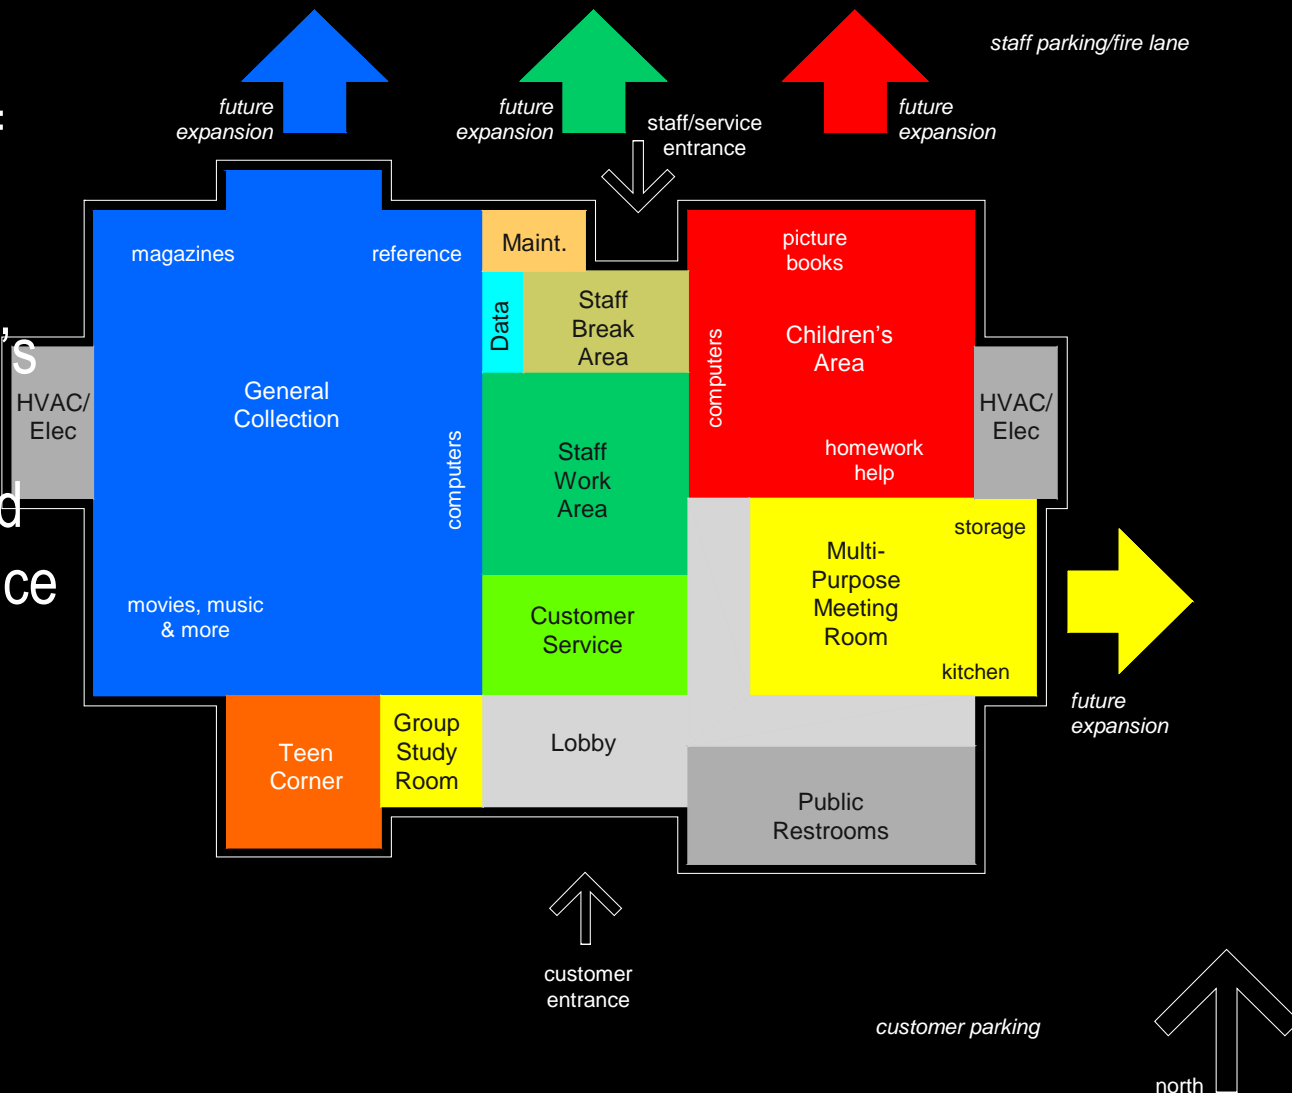 staff parking/fire lane
future
expansion
future
expansion
future
expansion
staff/service
entrance
:
magazines
reference
Maint.
picture
books
Data
Staff
Break
Area
computers
Children’s
Area
’s
HVAC/
Elec
General
Collection
HVAC/
Elec
computers
Staff
Work
Area
homework
help
d
storage
Multi-
Purpose
Meeting
Room
ce
movies, music
& more
Customer
Service
kitchen
future
expansion
Teen
Corner
Group
Study
Room
Lobby
Public
Restrooms
customer
entrance
customer parking
north